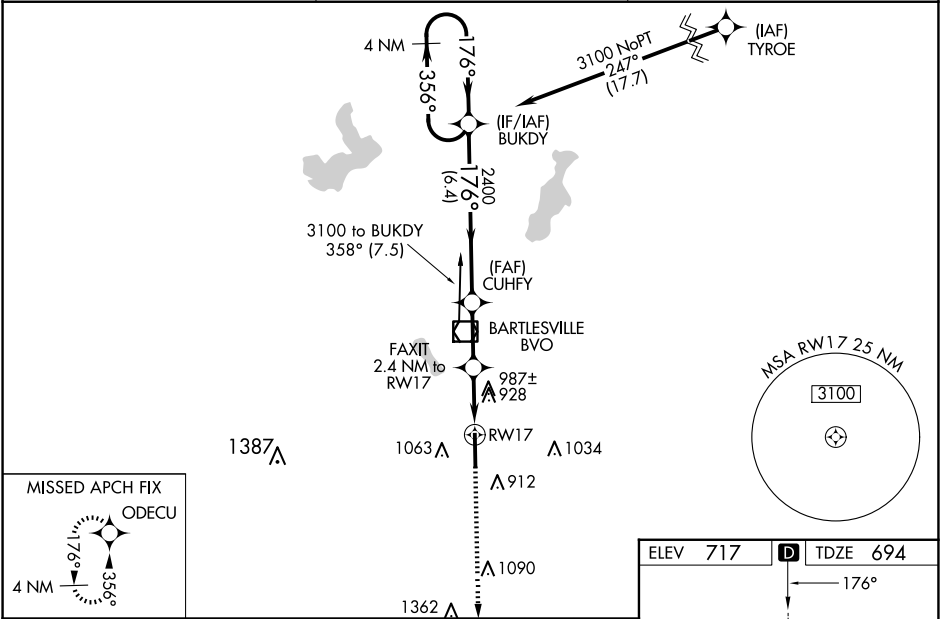 4 NM
176°
356°
(IAF)
TYROE
3100 NoPT
247°
(17.7)
(IF/IAF)
BUKDY
2400
176°
(6.4)
3100 to BUKDY
358° (7.5)
(FAF)
CUHFY
BARTLESVILLE
BVO
FAXIT
2.4 NM to
RW17
987±
928
MSA RW17 25 NM
3100
RW17
1387
1063
1034
912
MISSED APCH FIX
ODECU
176°
356°
4 NM
1090
1362
ELEV 717 D TDZE 694
176°